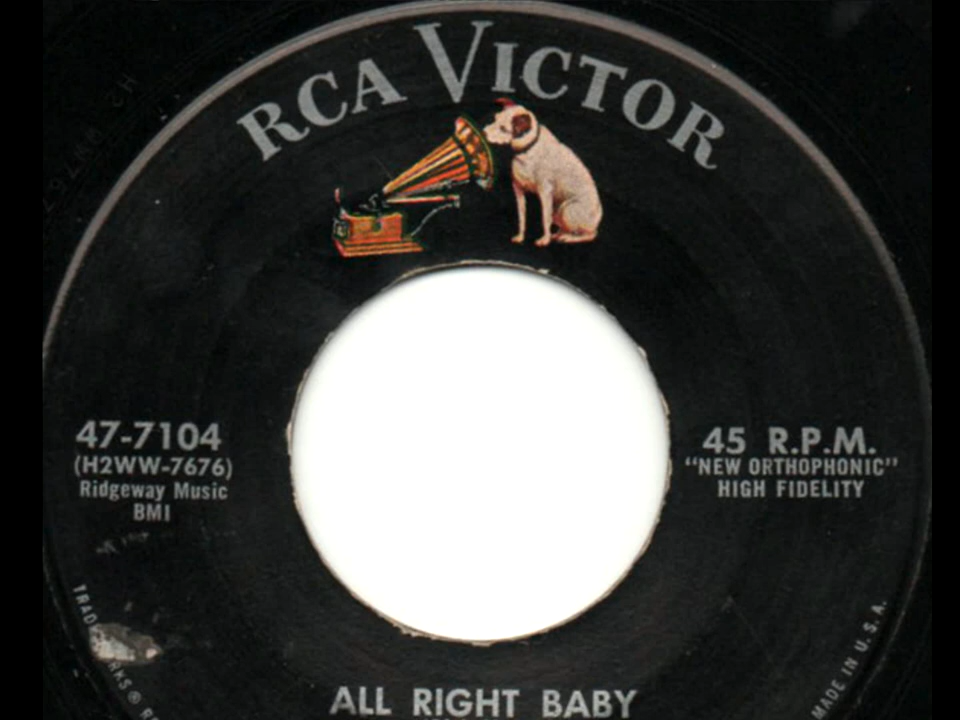 RCA VICTOR
47-7104
(H2WW-7676)
Ridgeway Music
BMI
45 R.P.M.
"NEW ORTHOPHONIC"
HIGH FIDELITY
MADE IN U.S.A.
ALL RIGHT BABY